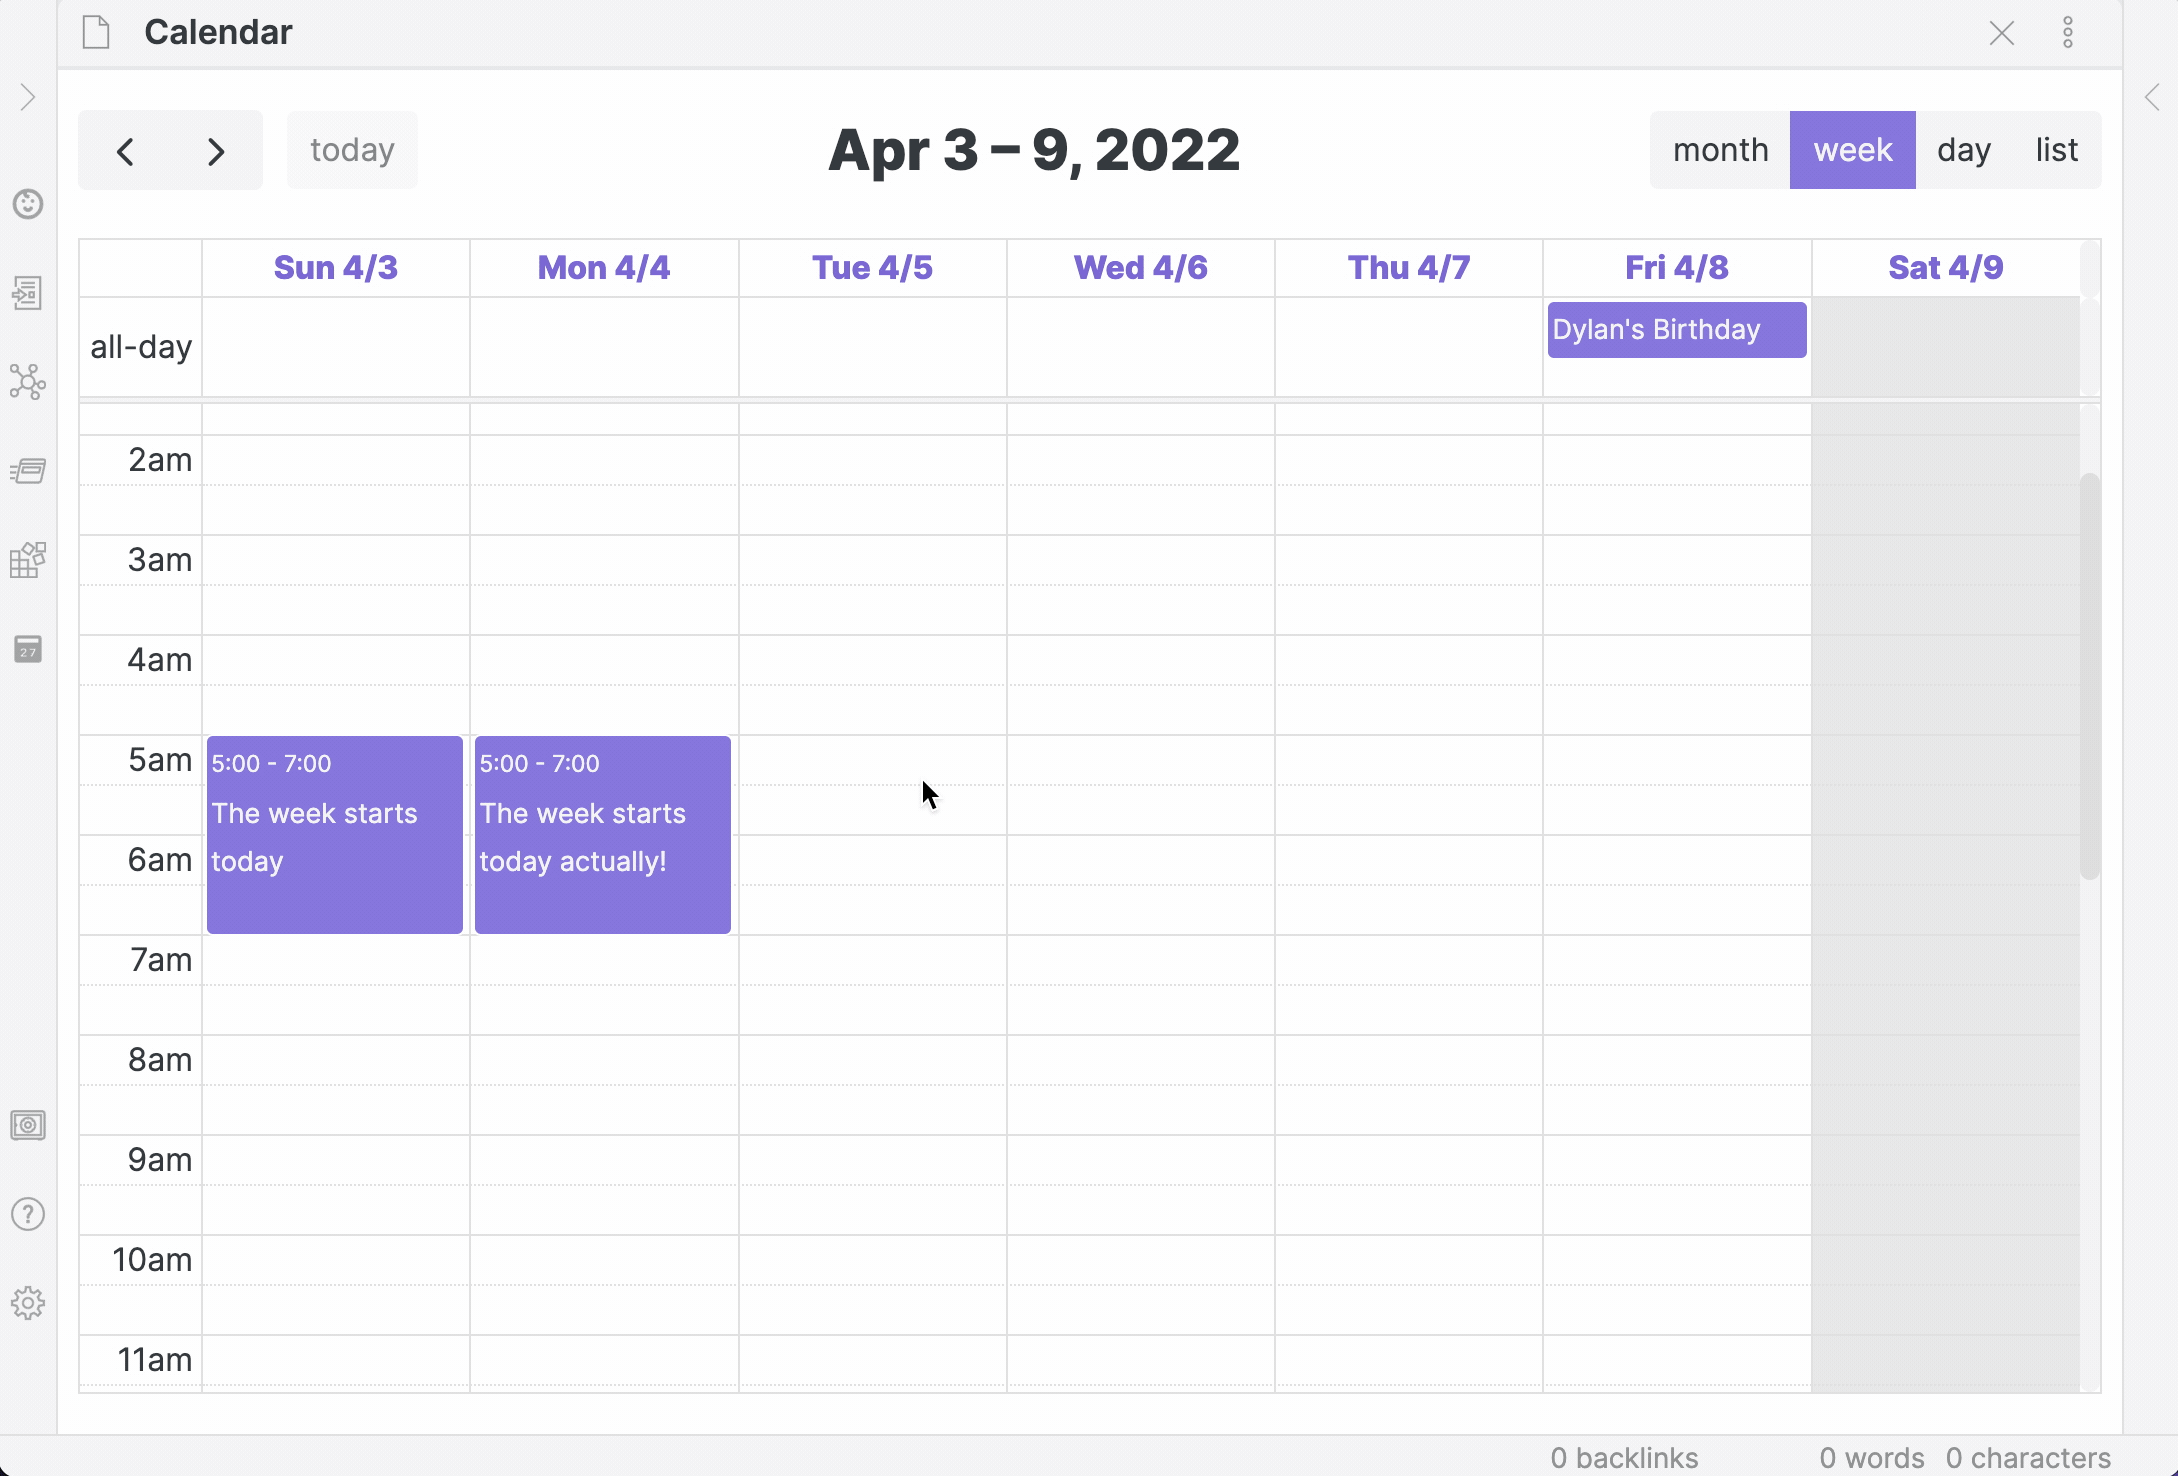 Calendar
today
Apr 3 – 9, 2022
month week day list
Sun 4/3 Mon 4/4 Tue 4/5 Wed 4/6 Thu 4/7 Fri 4/8 Sat 4/9
all-day
Dylan's Birthday
2am
3am
4am
5am
5:00 - 7:00
The week starts
today
5:00 - 7:00
The week starts
today actually!
6am
7am
8am
9am
10am
11am
27
?
0 backlinks 0 words 0 characters